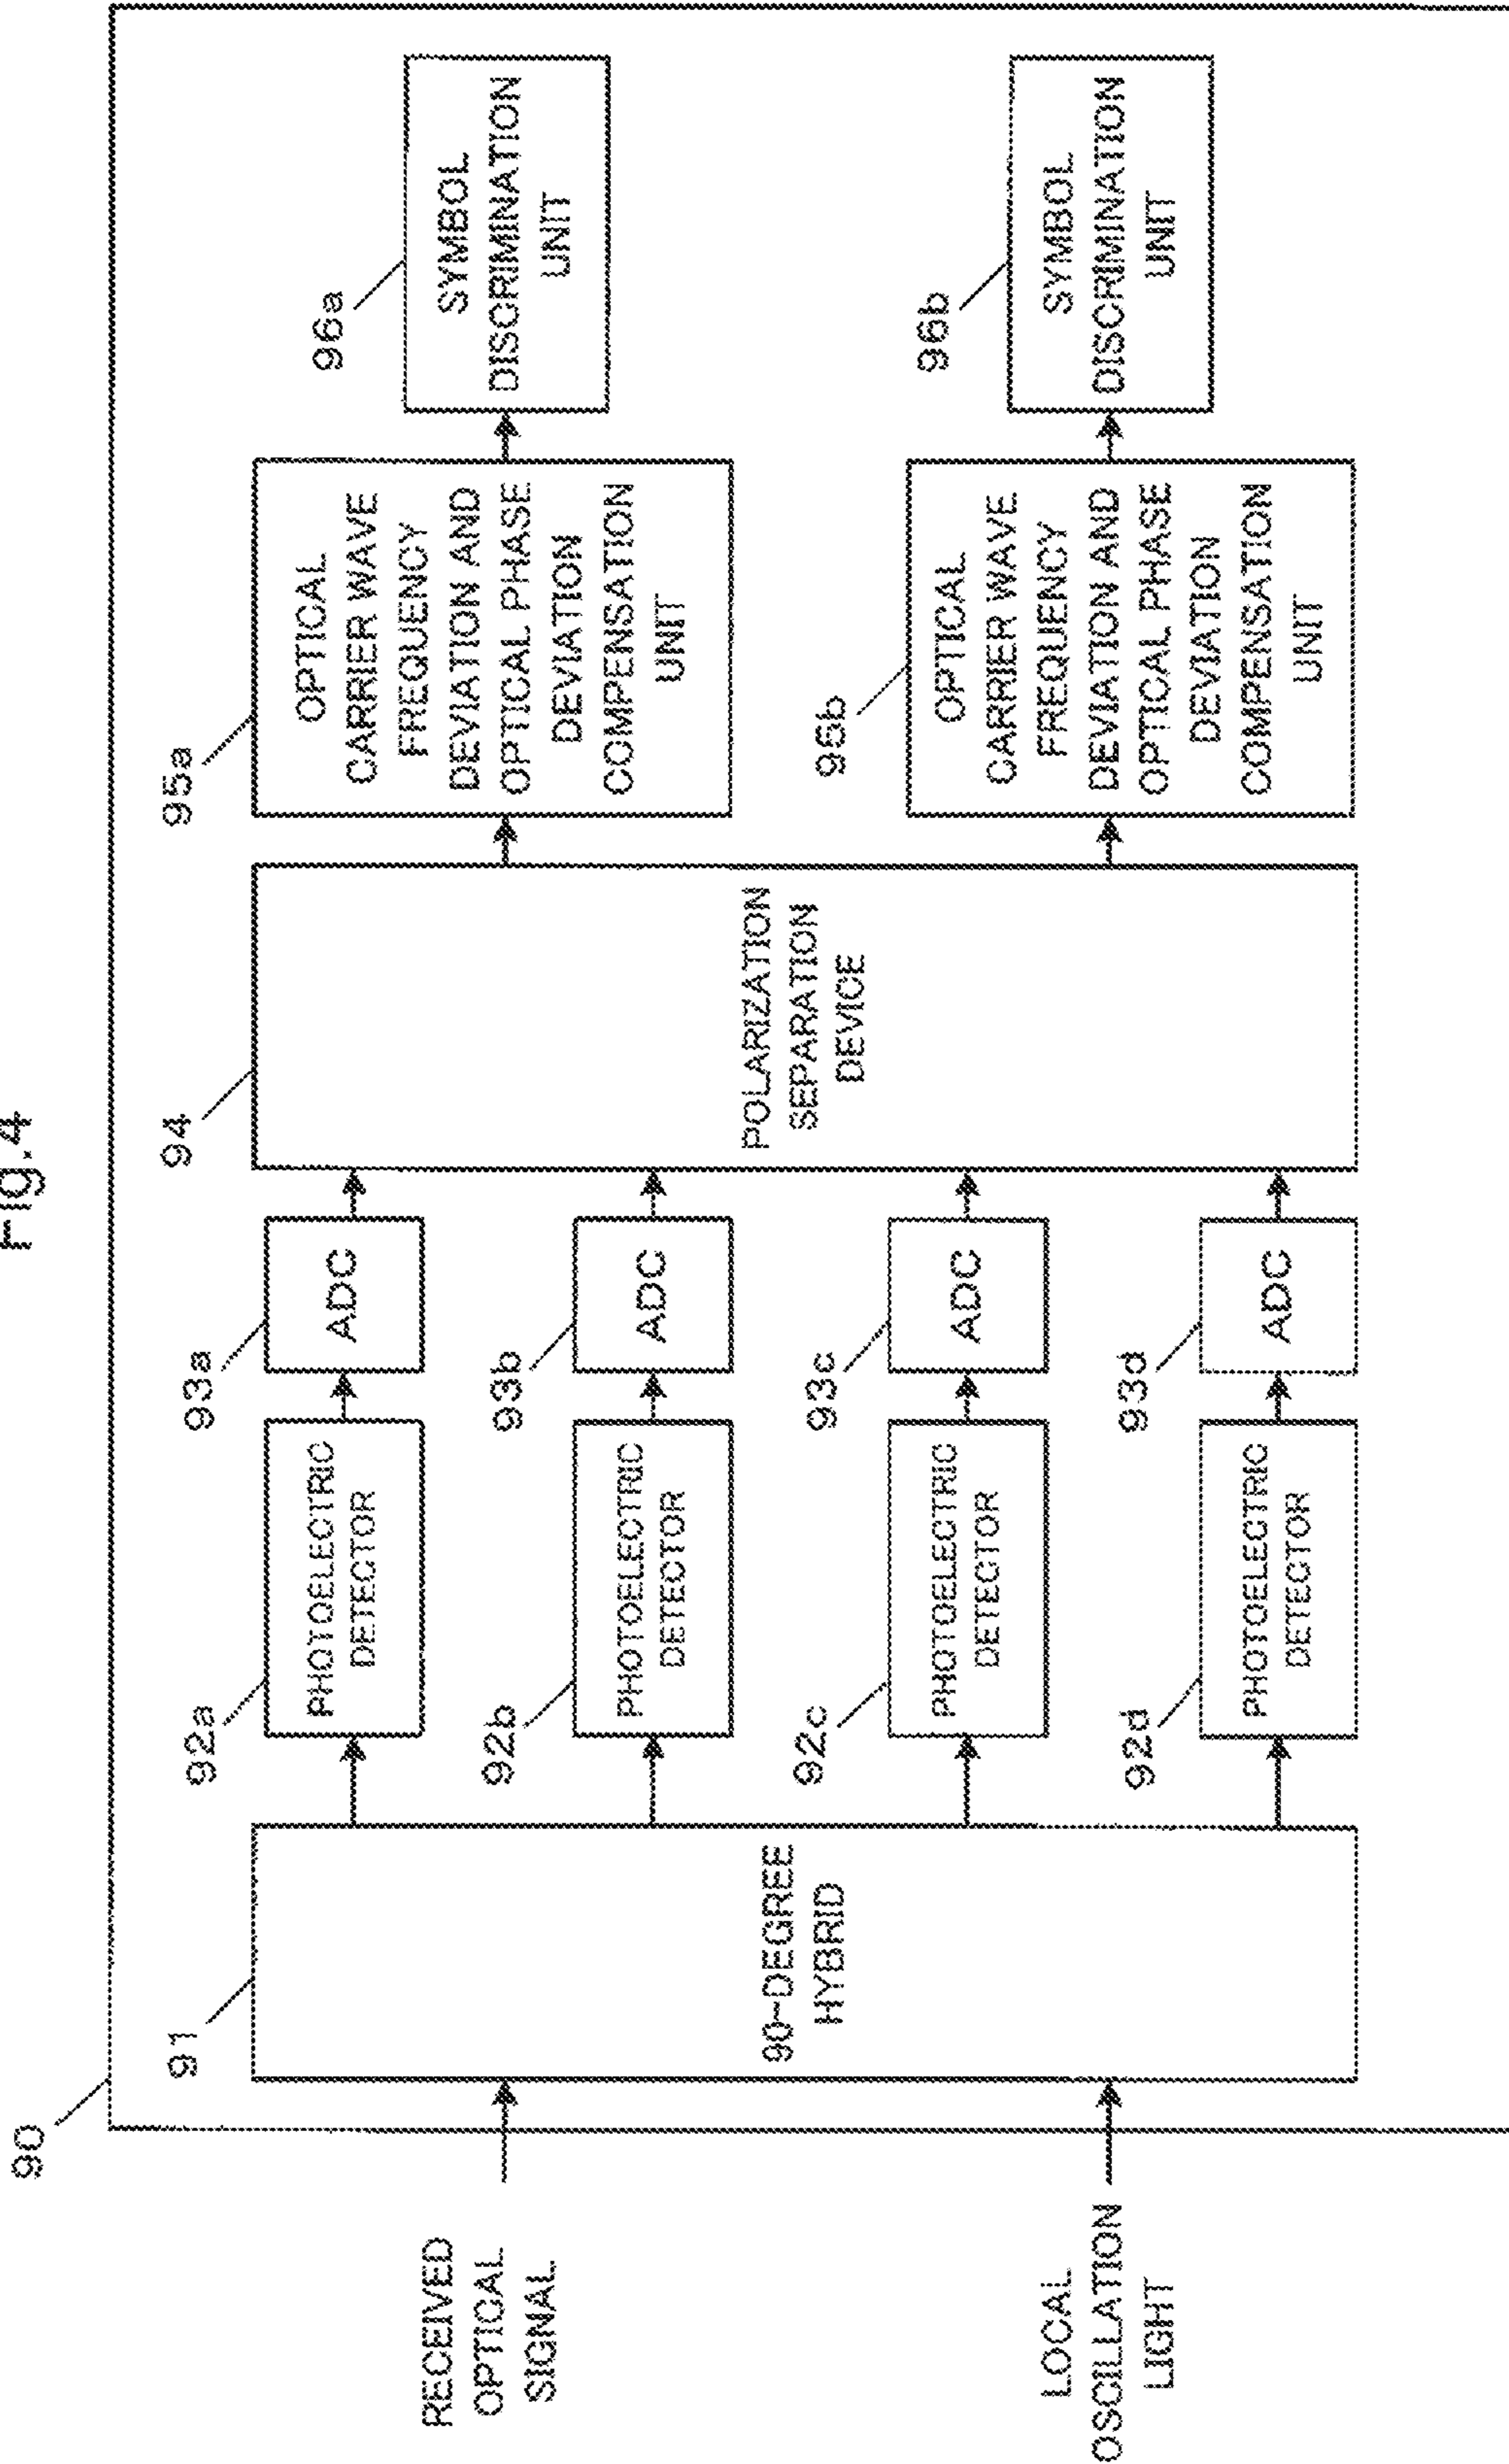 Fig.4
90
RECEIVED
OPTICAL
SIGNAL
LOCAL
OSCILLATION
LIGHT
91
90-DEGREE
HYBRID
92a
PHOTOELECTRIC
DETECTOR
92b
PHOTOELECTRIC
DETECTOR
92c
PHOTOELECTRIC
DETECTOR
92d
PHOTOELECTRIC
DETECTOR
93a
ADC
93b
ADC
93c
ADC
93d
ADC
94
POLARIZATION
SEPARATION
DEVICE
95a
OPTICAL
CARRIER WAVE
FREQUENCY
DEVIATION AND
OPTICAL PHASE
DEVIATION
COMPENSATION
UNIT
95b
OPTICAL
CARRIER WAVE
FREQUENCY
DEVIATION AND
OPTICAL PHASE
DEVIATION
COMPENSATION
UNIT
96a
SYMBOL
DISCRIMINATION
UNIT
96b
SYMBOL
DISCRIMINATION
UNIT